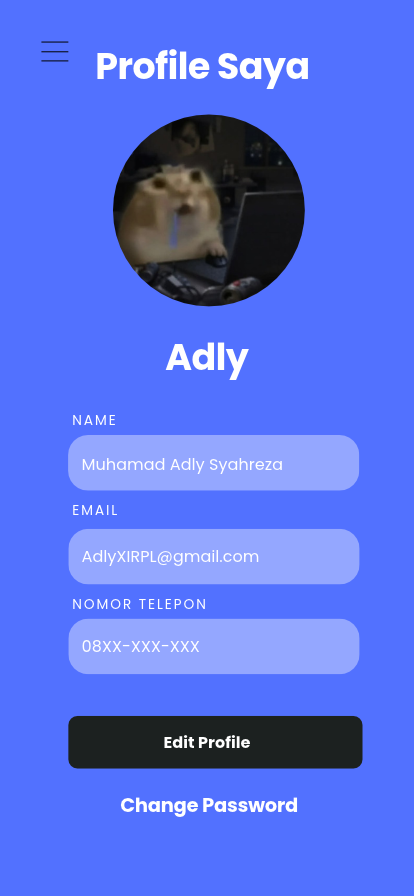 Profile Saya
Adly
NAME
Muhamad Adly Syahreza
EMAIL
AdlyXIRPL@gmail.com
NOMOR TELEPON
08XX-XXX-XXX
Edit Profile
Change Password